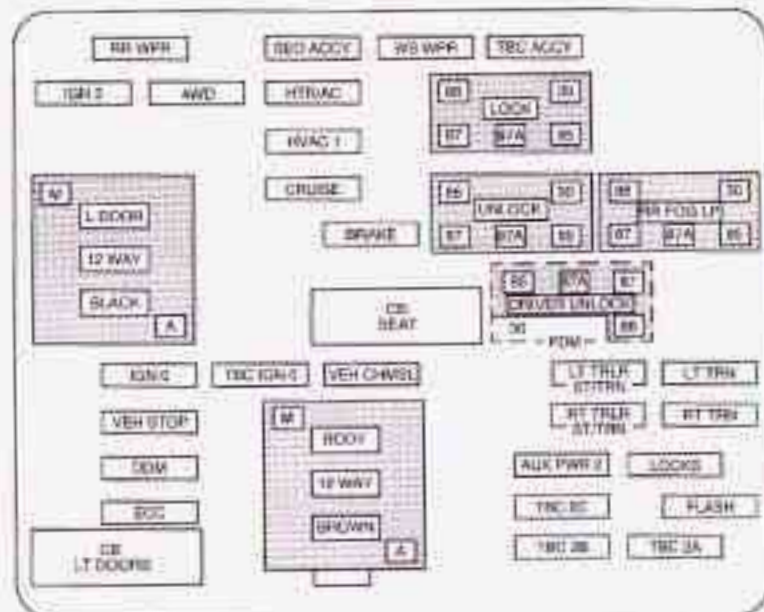 RR WPR
SEO ACCY
WS WPR
TBC ACCY
IGN 3
AWD
HTR/AC
86
30
LOCK
87
87A
85
HVAC 1
CRUISE
86
30
UNLOCK
87
87A
85
86
30
RR FOG LP
87
87A
85
M
L DOOR
12 WAY
BLACK
A
BRAKE
CB
SEAT
85
87A
87
DRIVER UNLOCK
30
86
PDM
IGN 0
TBC IGN 0
VEH CHMSL
LT TRLR
ST/TRN
LT TRN
VEH STOP
M
BODY
12 WAY
BROWN
A
RT TRLR
ST/TRN
RT TRN
DDM
AUX PWR 2
LOCKS
ECC
TBC 2C
FLASH
CB
LT DOORS
TBC 2B
TBC 2A